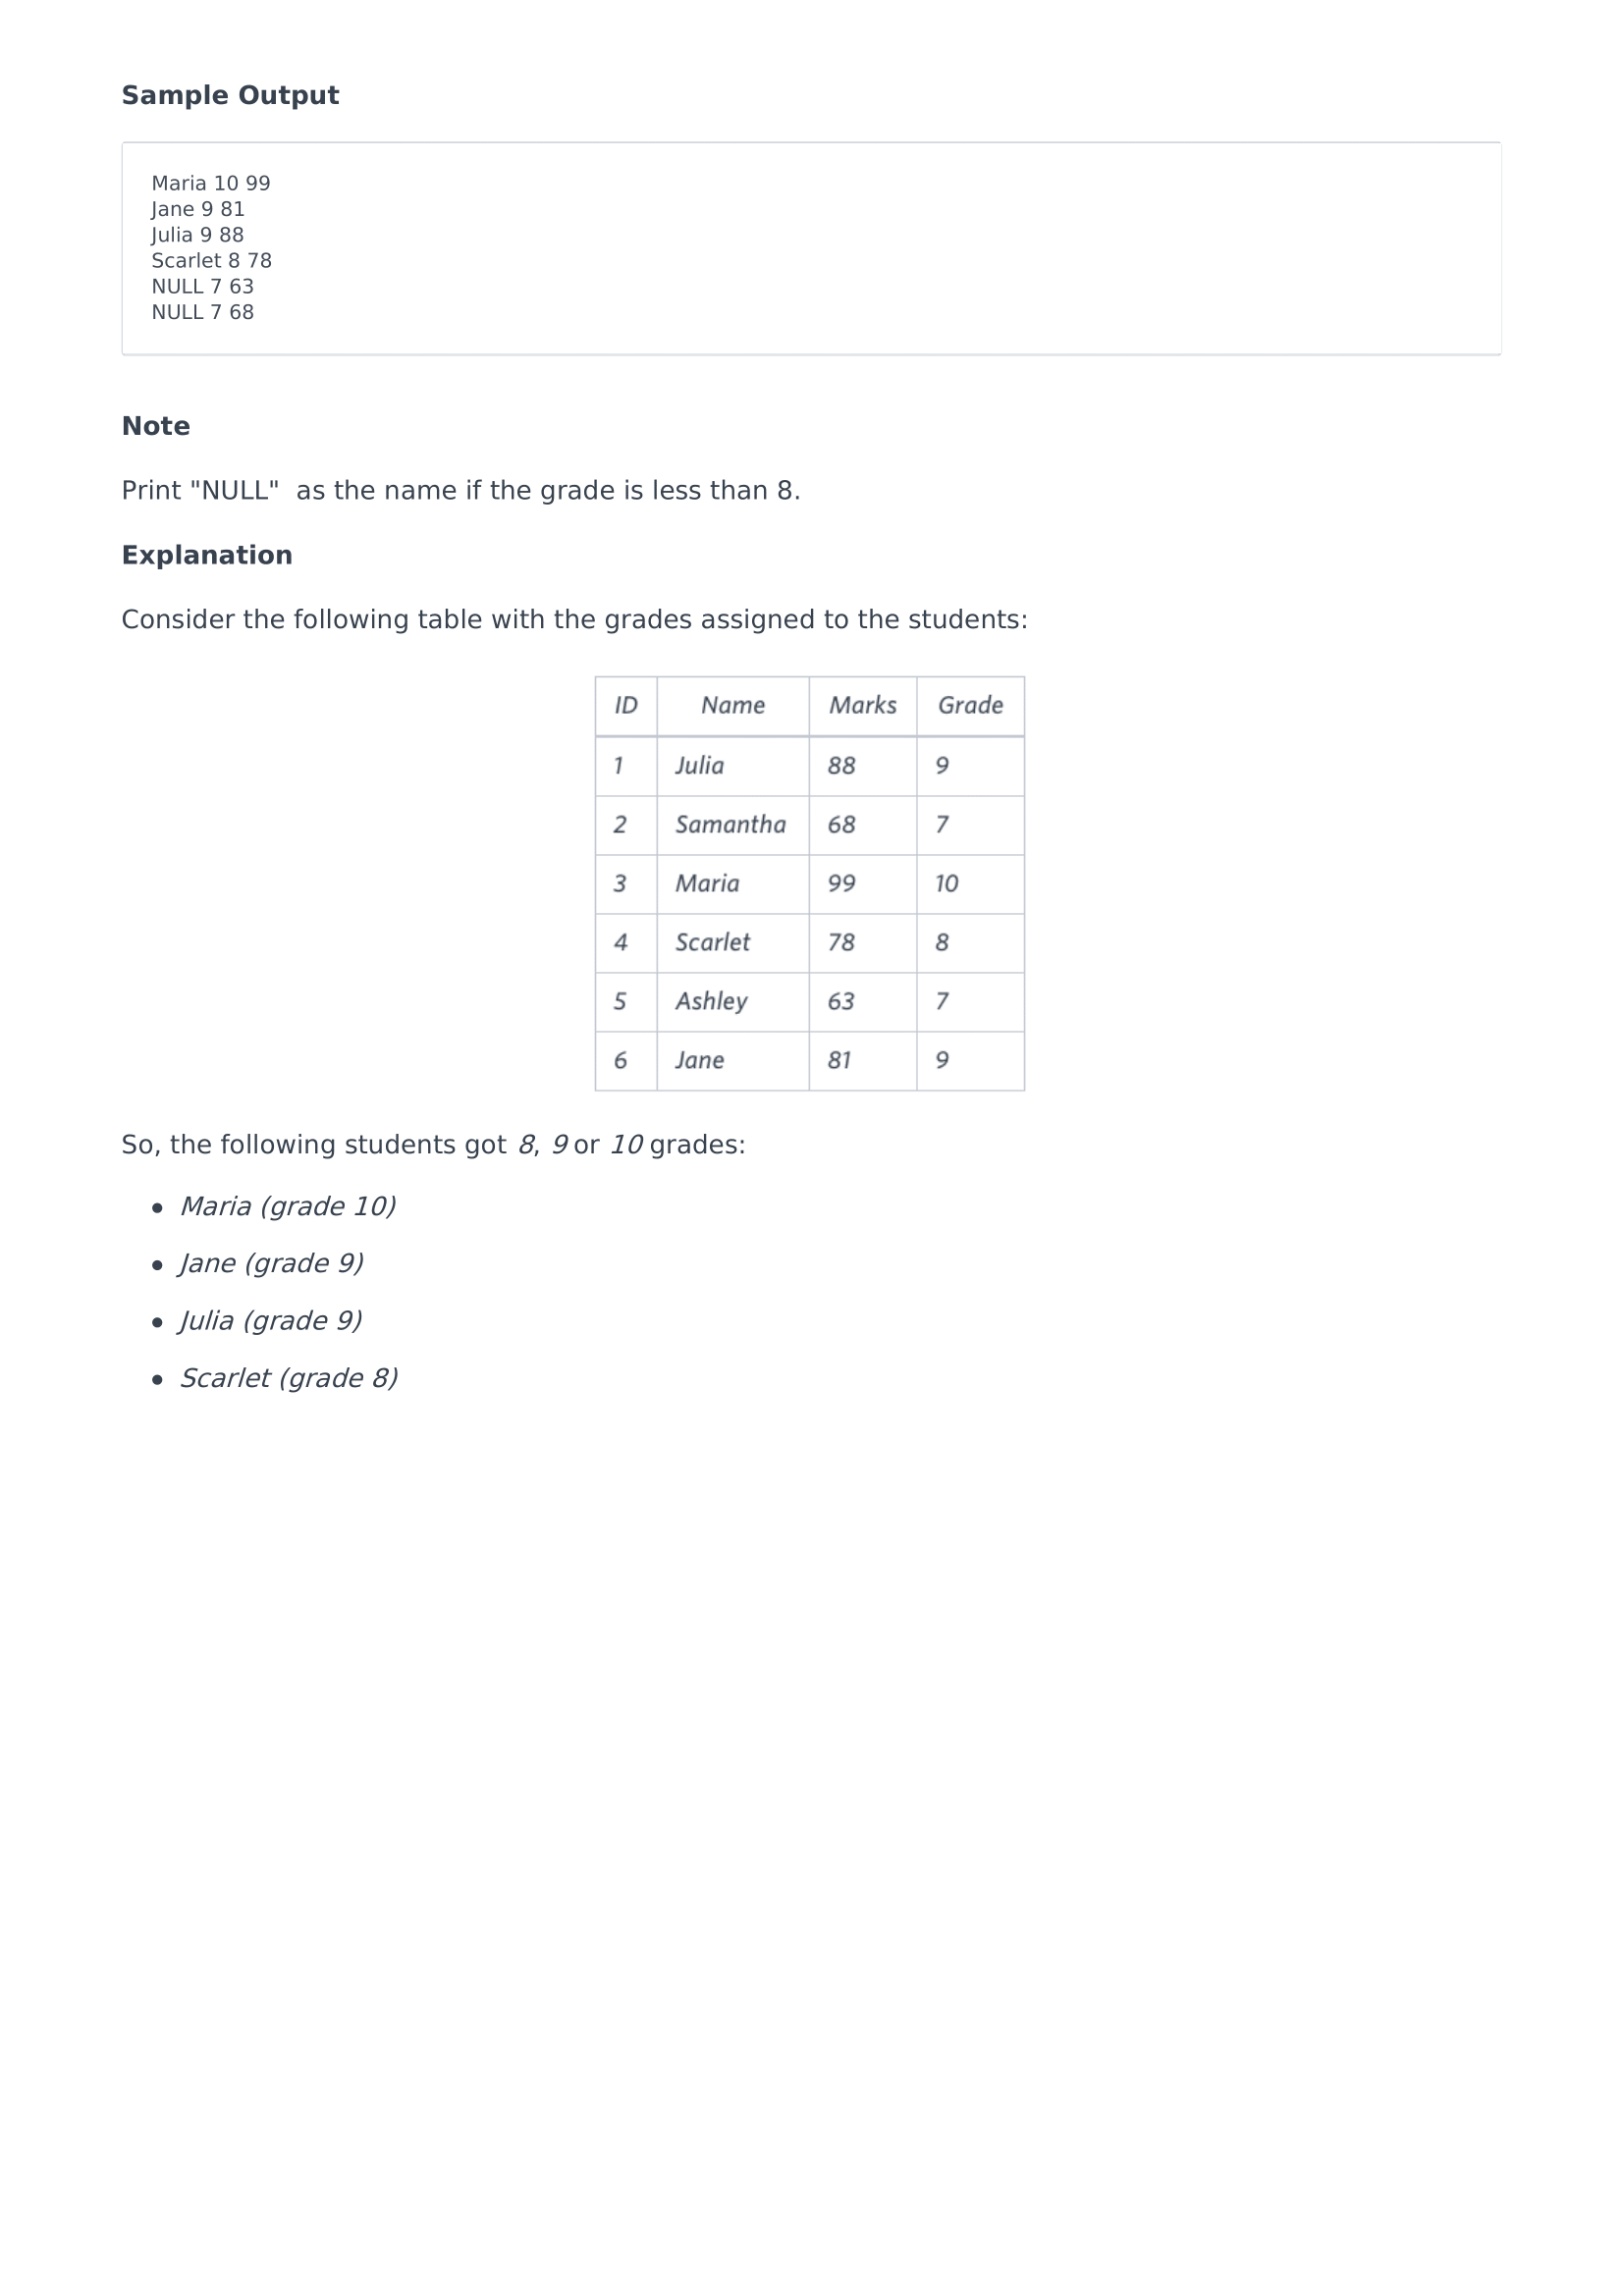 Sample Output
Maria 10 99
Jane 9 81
Julia 9 88
Scarlet 8 78
NULL 7 63
NULL 7 68
Note
Print "NULL"  as the name if the grade is less than 8.
Explanation
Consider the following table with the grades assigned to the students:
ID Name Marks Grade
1 Julia 88 9
2 Samantha 68 7
3 Maria 99 10
4 Scarlet 78 8
5 Ashley 63 7
6 Jane 81 9
So, the following students got 8, 9 or 10 grades:
• Maria (grade 10)
• Jane (grade 9)
• Julia (grade 9)
• Scarlet (grade 8)